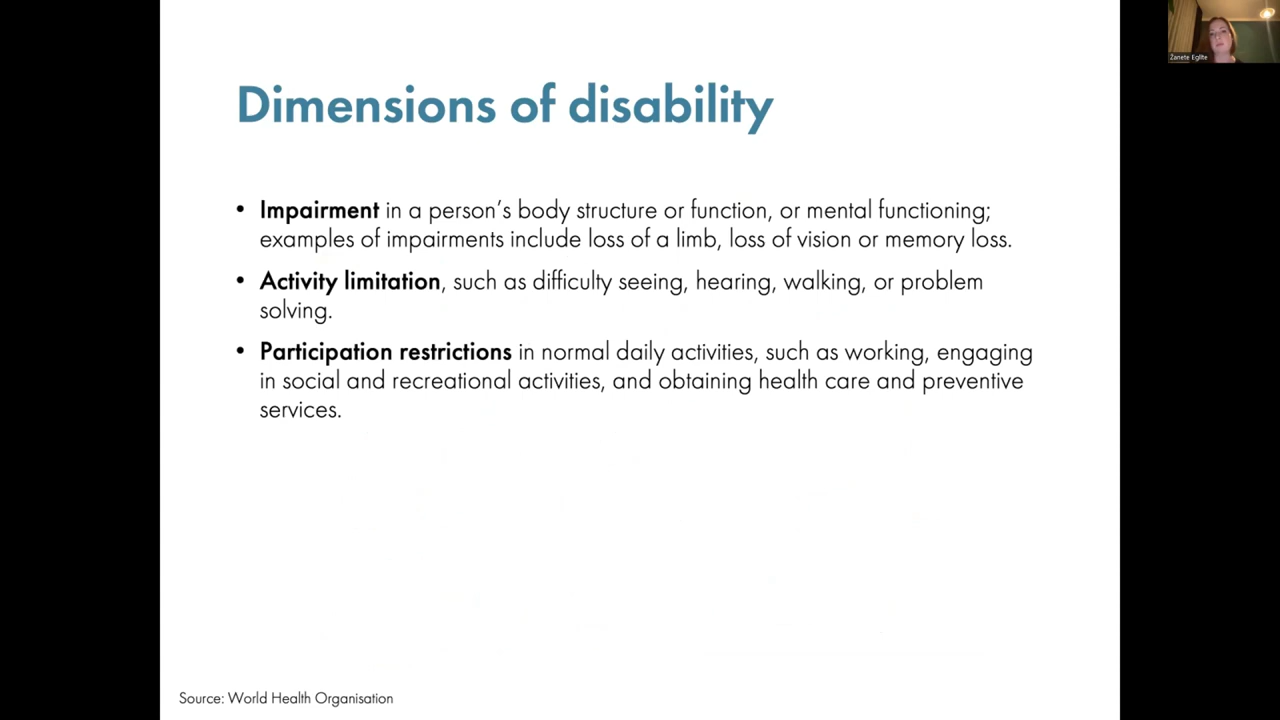 Zanete Eglite
Dimensions of disability
• Impairment in a person’s body structure or function, or mental functioning;
examples of impairments include loss of a limb, loss of vision or memory loss.
• Activity limitation, such as difficulty seeing, hearing, walking, or problem
solving.
• Participation restrictions in normal daily activities, such as working, engaging
in social and recreational activities, and obtaining health care and preventive
services.
Source: World Health Organisation